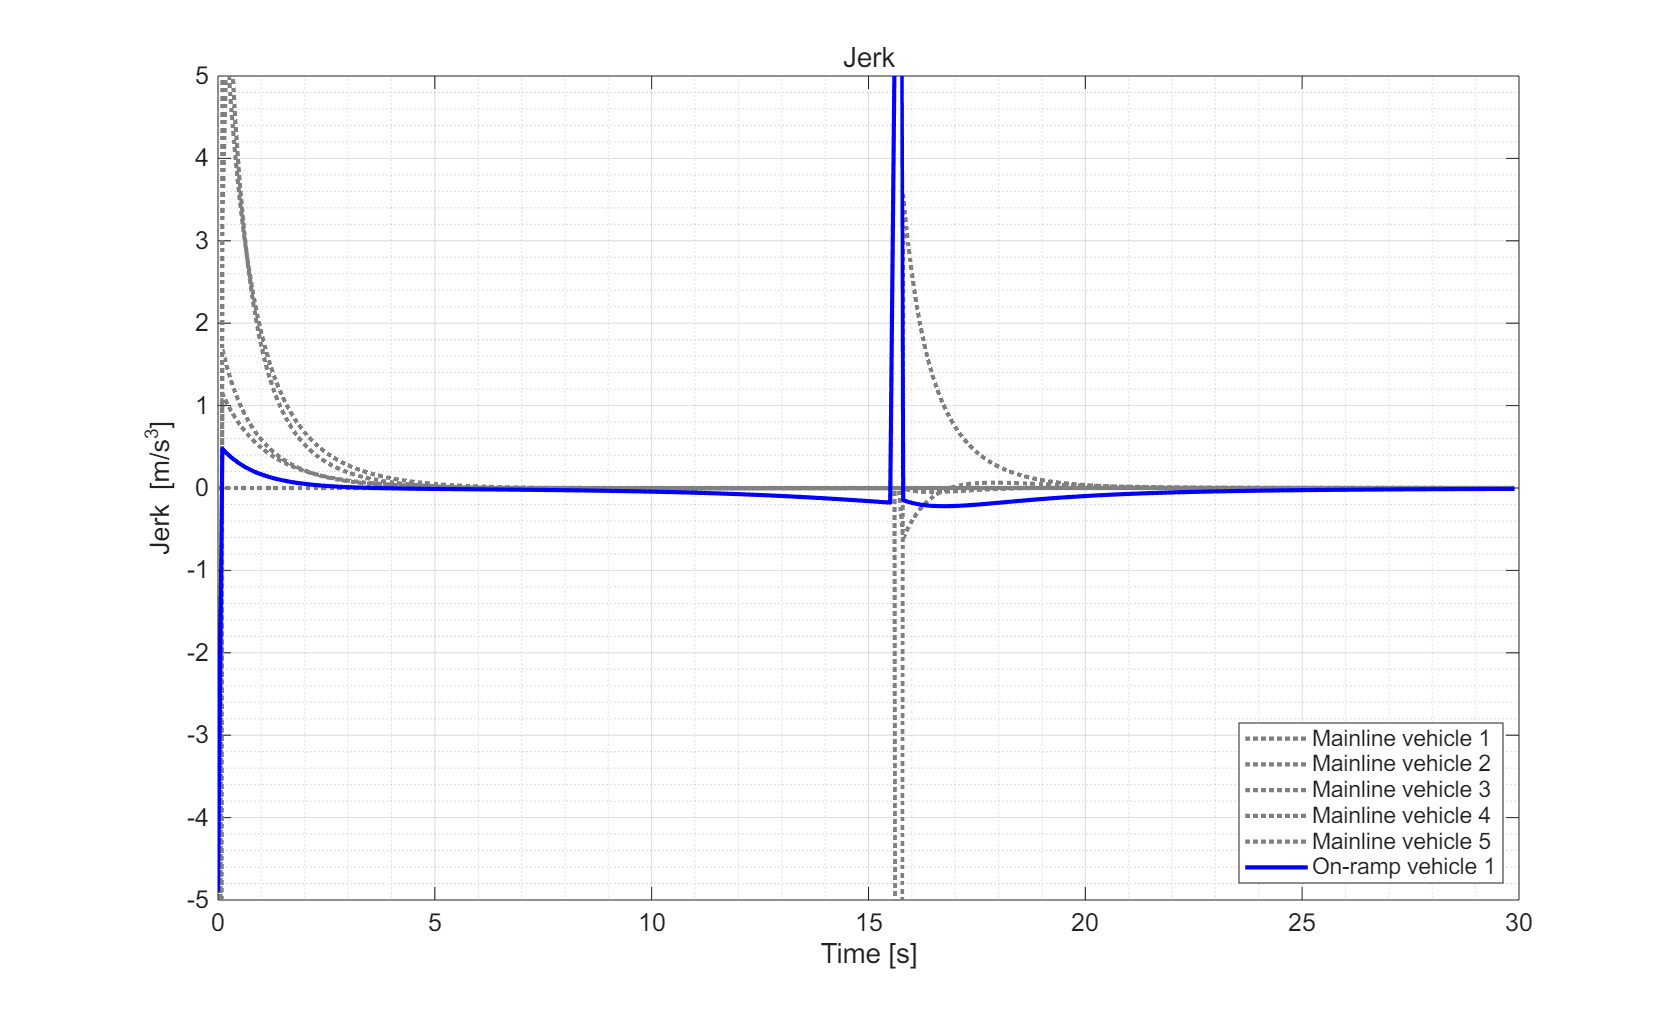 Jerk
5
4
3
2
1
0
-1
-2
-3
-4
-5
Jerk [m/s³]
0 5 10 15 20 25 30
Time [s]
Mainline vehicle 1
Mainline vehicle 2
Mainline vehicle 3
Mainline vehicle 4
Mainline vehicle 5
On-ramp vehicle 1